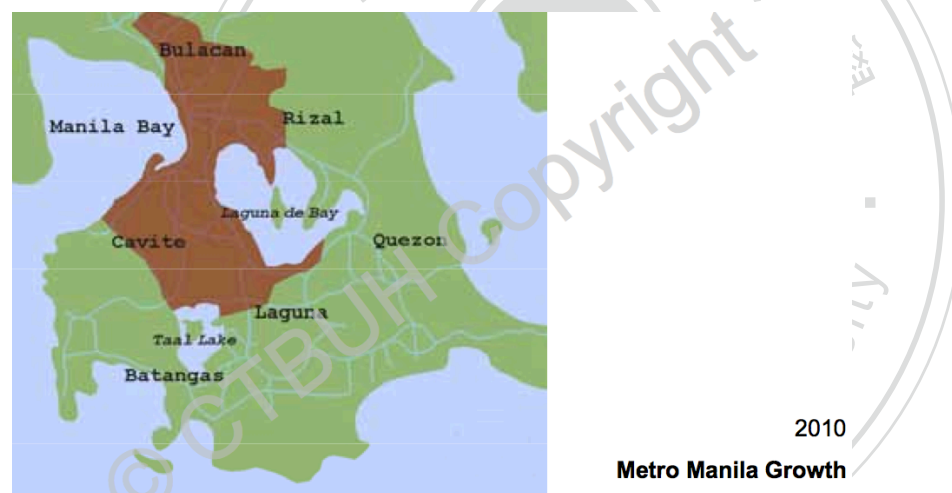 Bulacan
Rizal
Manila Bay
Laguna de Bay
Cavite
Quezon
Laguna
Taal Lake
Batangas
2010
Metro Manila Growth
© CTBUH Copyright